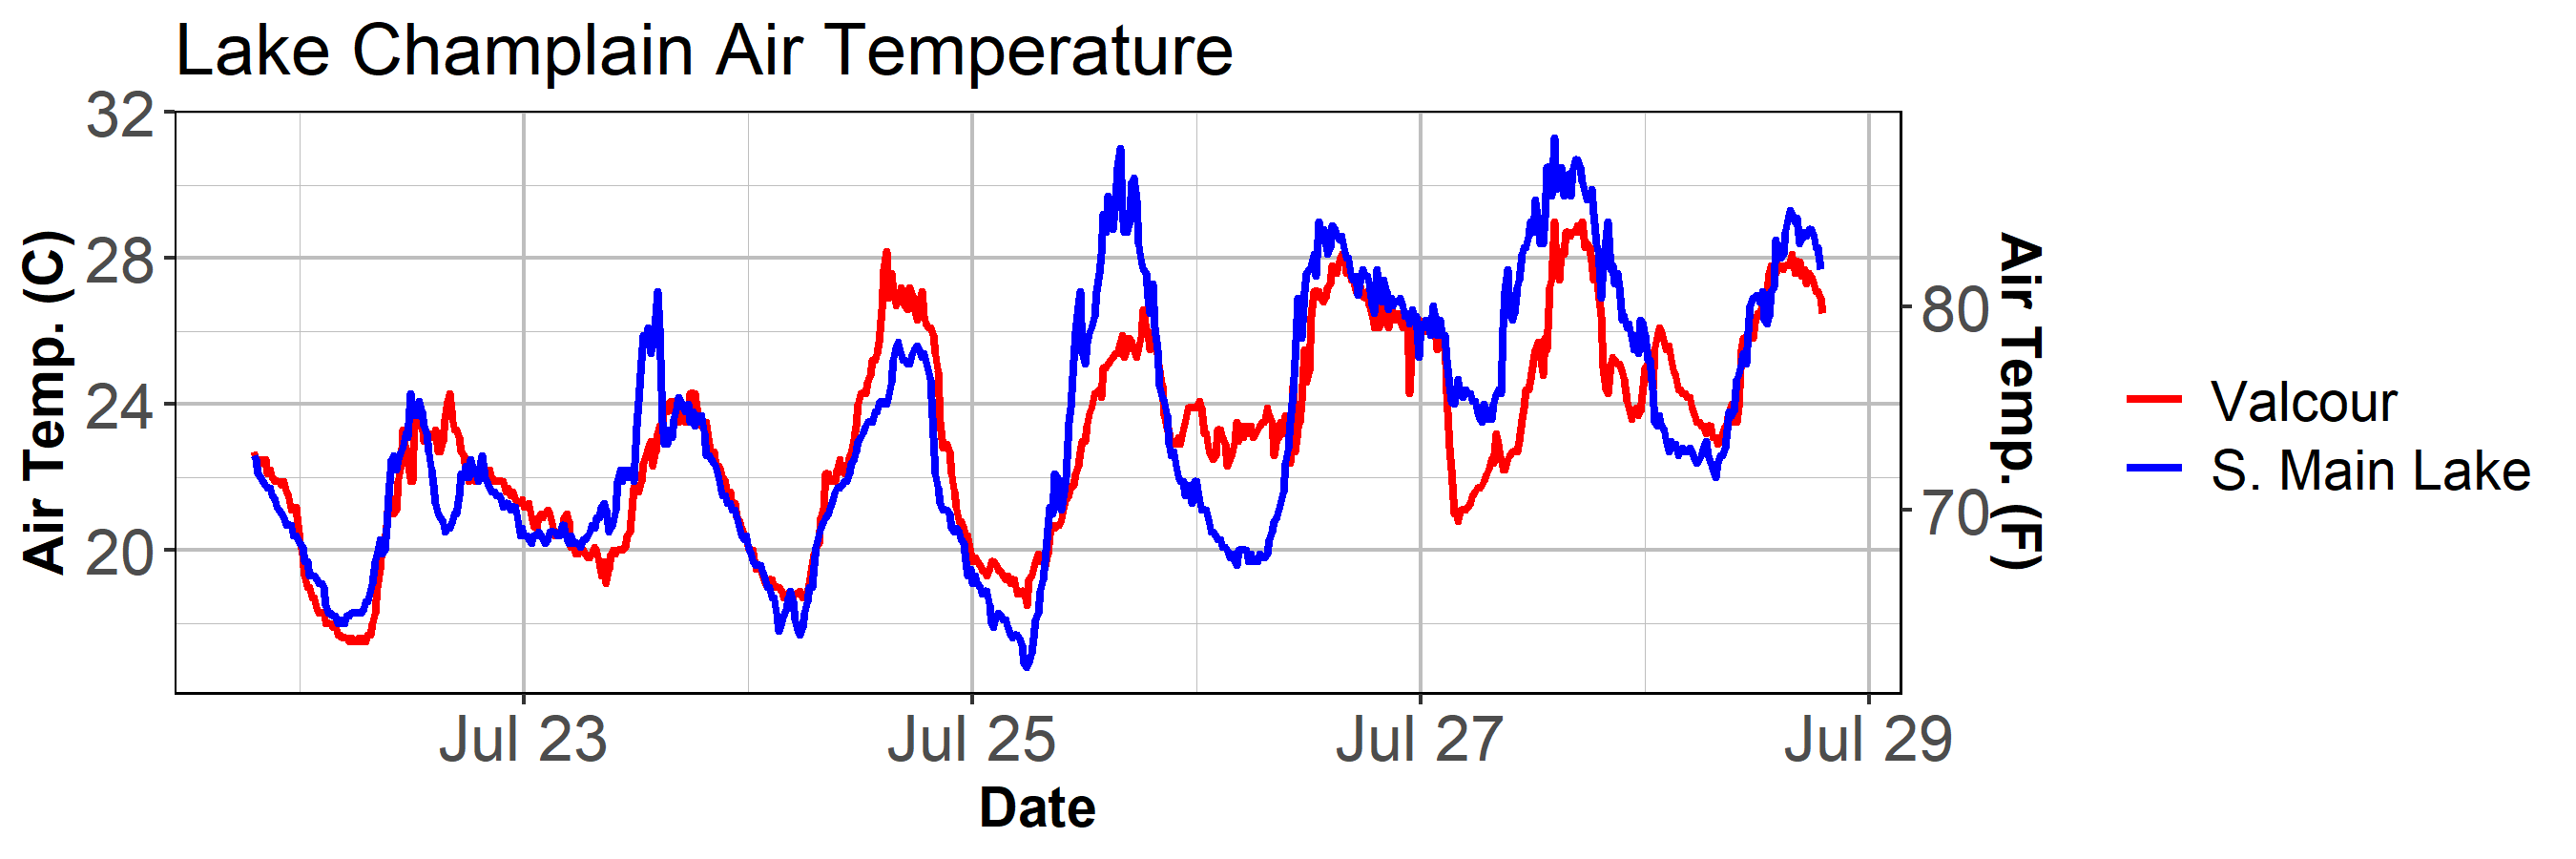 Lake Champlain Air Temperature
32
28
24
20
Air Temp. (C)
80
70
Air Temp. (F)
Jul 23
Jul 25
Jul 27
Jul 29
Date
Valcour
S. Main Lake